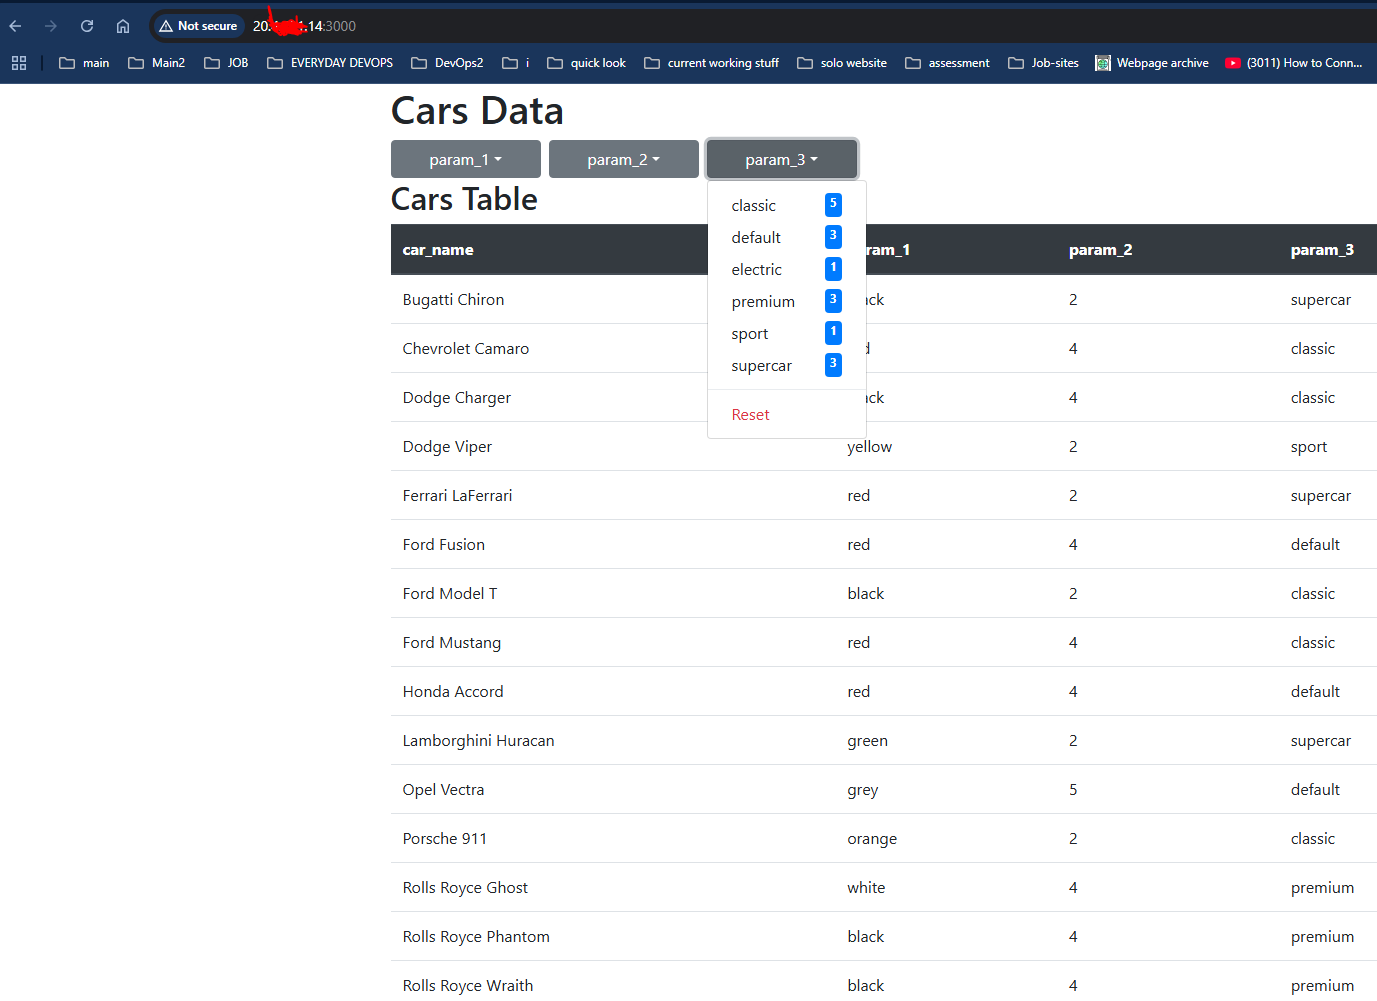 Not secure 20. .14:3000
main Main2 JOB EVERYDAY DEVOPS DevOps2 i quick look current working stuff solo website assessment Job-sites Webpage archive (3011) How to Conn...
Cars Data
param_1 param_2 param_3
Cars Table
classic 5
default 3
electric 1
premium 3
sport 1
supercar 3
Reset
car_name ram_1 param_2 param_3
Bugatti Chiron ck 2 supercar
Chevrolet Camaro d 4 classic
Dodge Charger ck 4 classic
Dodge Viper yellow 2 sport
Ferrari LaFerrari red 2 supercar
Ford Fusion red 4 default
Ford Model T black 2 classic
Ford Mustang red 4 classic
Honda Accord red 4 default
Lamborghini Huracan green 2 supercar
Opel Vectra grey 5 default
Porsche 911 orange 2 classic
Rolls Royce Ghost white 4 premium
Rolls Royce Phantom black 4 premium
Rolls Royce Wraith black 4 premium